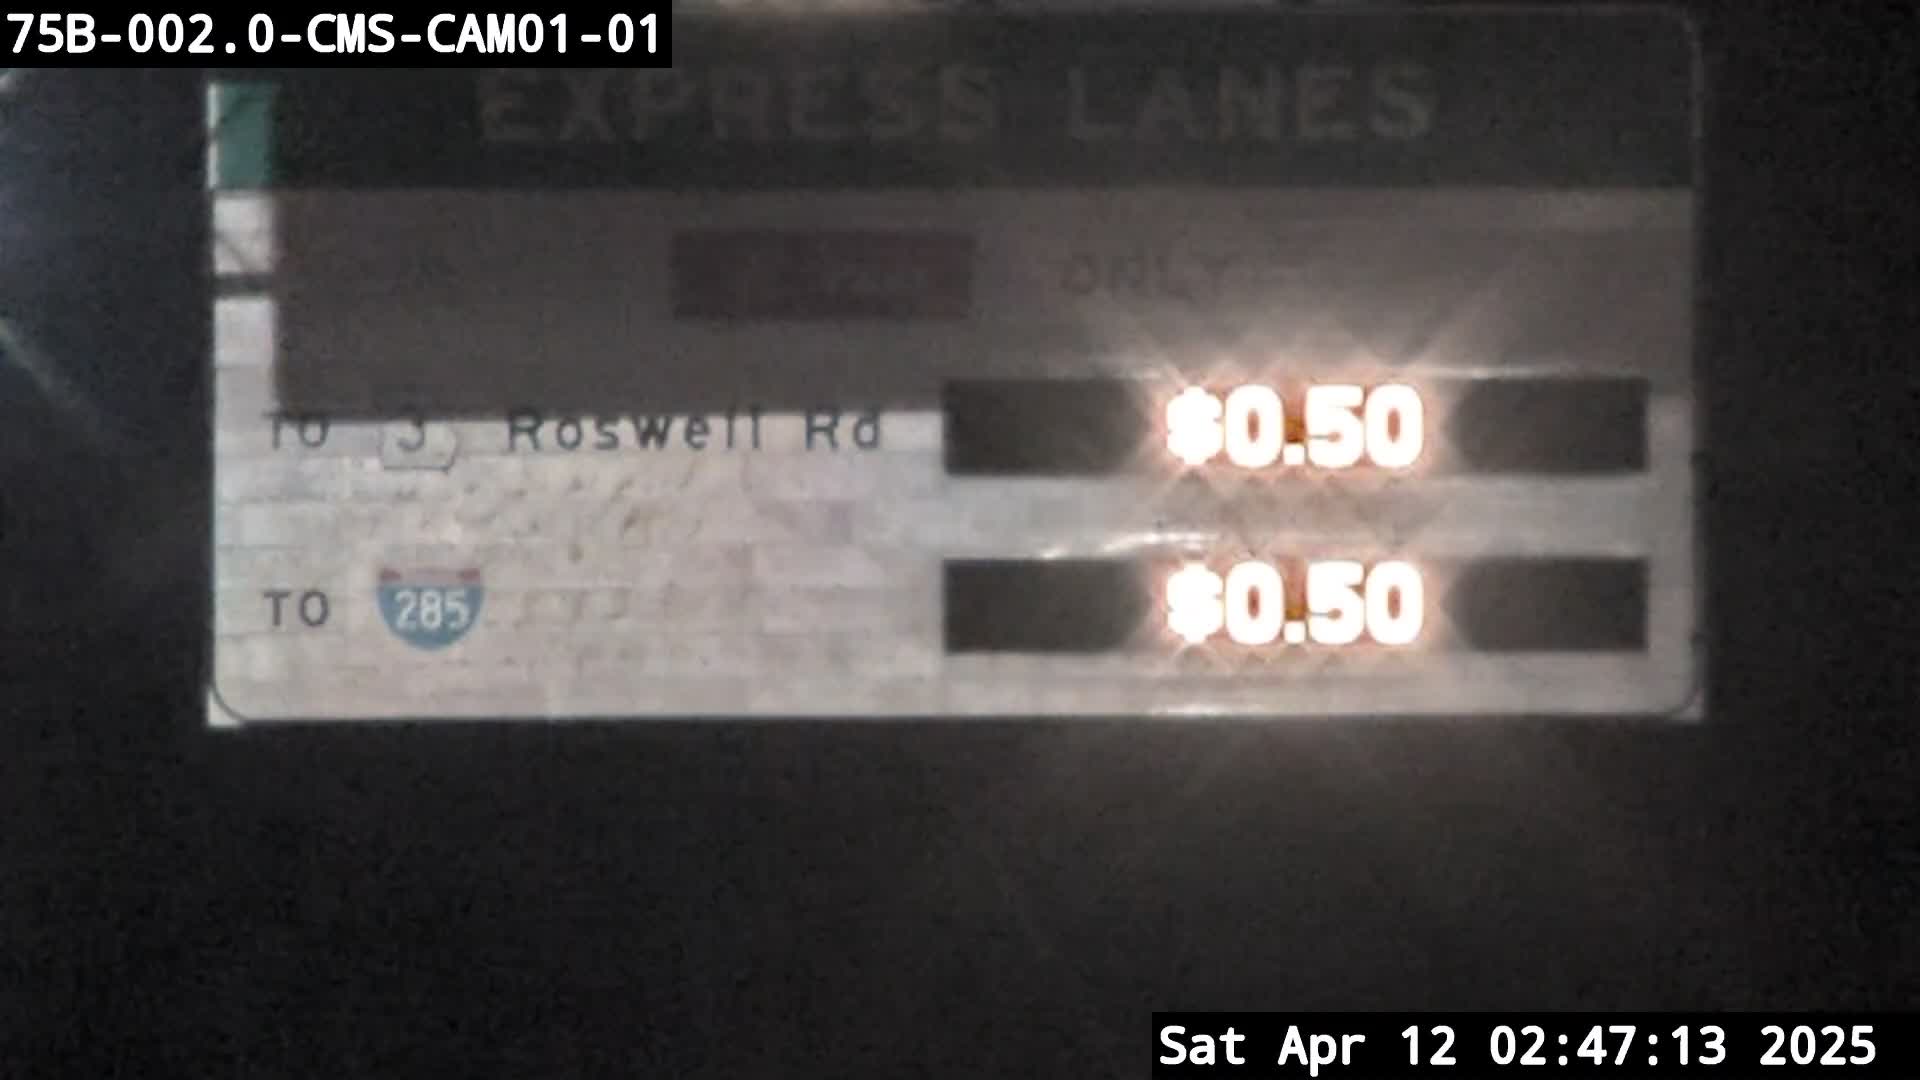 75B-002.0-CMS-CAM01-01
EXPRESS LANES
ONLY
TO 3 Roswell Rd $0.50
TO 285 $0.50
Sat Apr 12 02:47:13 2025